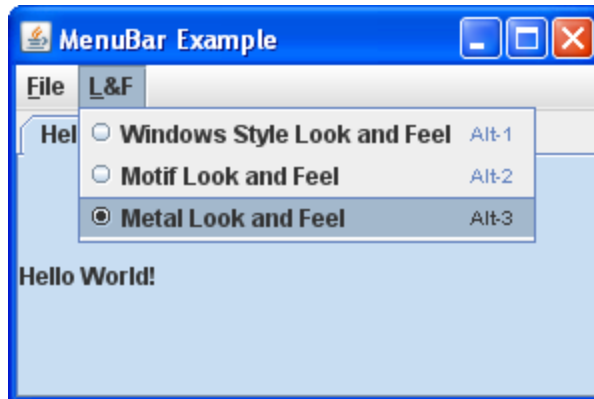 MenuBar Example
File L&F
Hel
Windows Style Look and Feel Alt-1
Motif Look and Feel Alt-2
Metal Look and Feel Alt-3
Hello World!